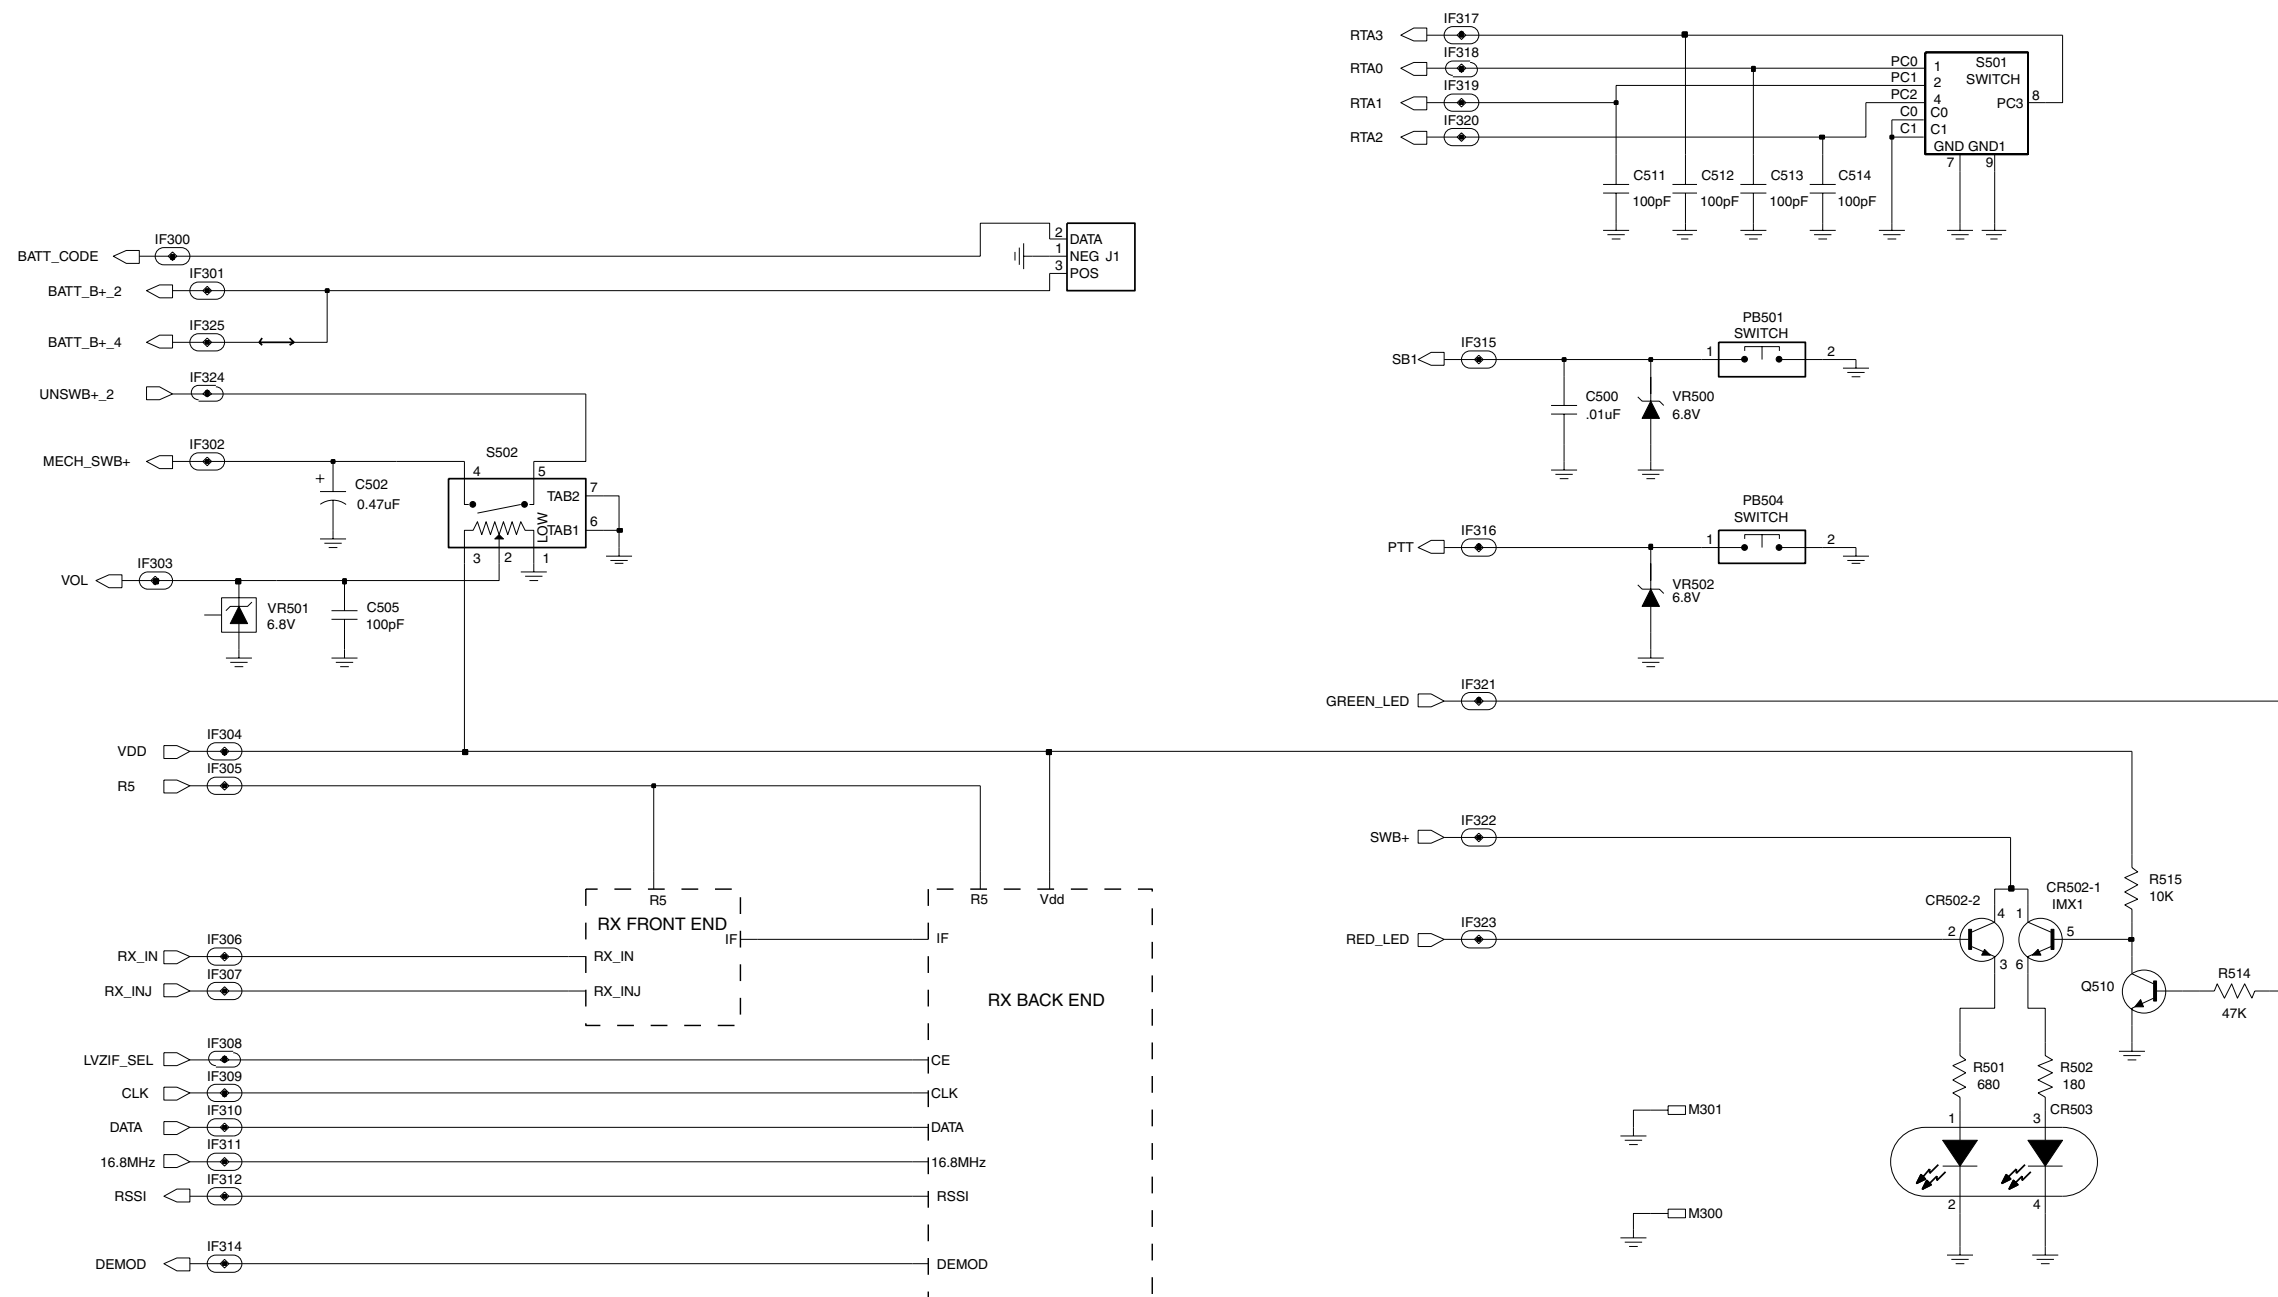 IF317
RTA3
IF318
RTA0
IF319
RTA1
IF320
RTA2
PC0
PC1
PC2
C0
C1
1
2
4
C0
C1
S501
SWITCH
PC3
8
GND GND1
7
9
C511
100pF
C512
100pF
C513
100pF
C514
100pF
IF300
BATT_CODE
IF301
BATT_B+_2
IF325
BATT_B+_4
2
1
3
DATA
NEG J1
POS
IF324
UNSWB+_2
IF302
MECH_SWB+
+
C502
0.47uF
S502
4
5
TAB2
7
LOW
TAB1
6
3
2
1
IF303
VOL
VR501
6.8V
C505
100pF
IF315
SB1
C500
.01uF
VR500
6.8V
PB501
SWITCH
1
2
IF316
PTT
VR502
6.8V
PB504
SWITCH
1
2
IF321
GREEN_LED
IF304
VDD
IF305
R5
IF322
SWB+
IF323
RED_LED
R5
RX FRONT END
IF
RX_IN
RX_INJ
IF306
RX_IN
IF307
RX_INJ
R5
Vdd
IF
RX BACK END
IF308
LVZIF_SEL
CE
IF309
CLK
CLK
IF310
DATA
DATA
IF311
16.8MHz
16.8MHz
IF312
RSSI
RSSI
IF314
DEMOD
DEMOD
CR502-2
CR502-1
IMX1
4
1
2
5
3
6
R515
10K
Q510
R514
47K
R501
680
R502
180
CR503
1
3
2
4
M301
M300